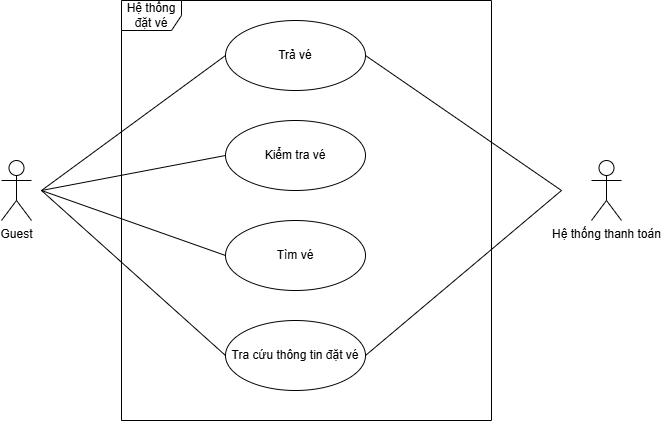 Hệ thống
đặt vé
Trả vé
Kiểm tra vé
Tìm vé
Tra cứu thông tin đặt vé
Guest
Hệ thống thanh toán